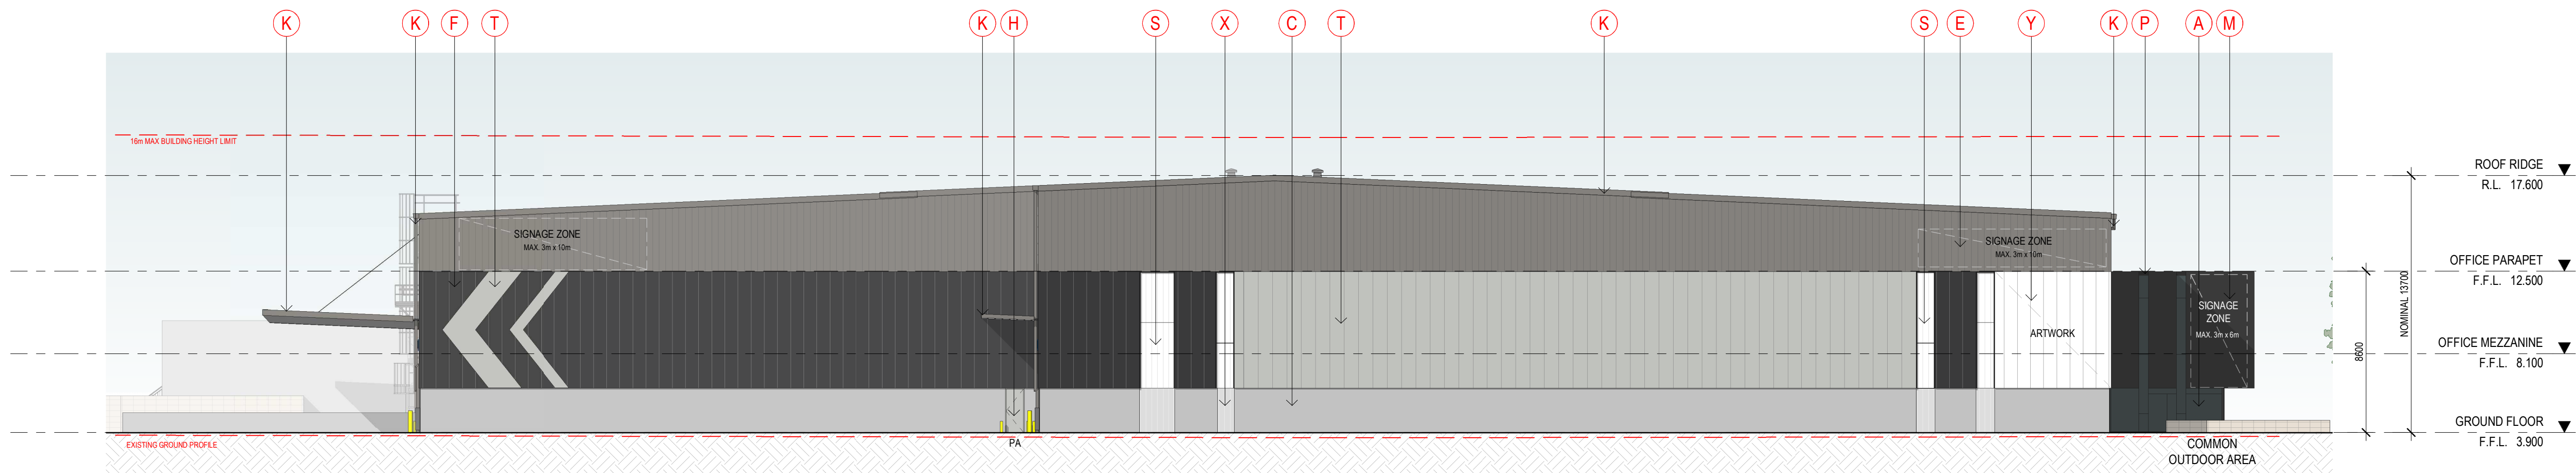 K K F T K H S X C T K S E Y K P A M
16m MAX BUILDING HEIGHT LIMIT
ROOF RIDGE
R.L. 17.600
SIGNAGE ZONE
MAX. 3m x 10m
SIGNAGE ZONE
MAX. 3m x 10m
OFFICE PARAPET
F.F.L. 12.500
NOMINAL 13700
SIGNAGE
ZONE
MAX. 3m x 6m
ARTWORK
OFFICE MEZZANINE
F.F.L. 8.100
8600
GROUND FLOOR
F.F.L. 3.900
EXISTING GROUND PROFILE
PA
COMMON
OUTDOOR AREA